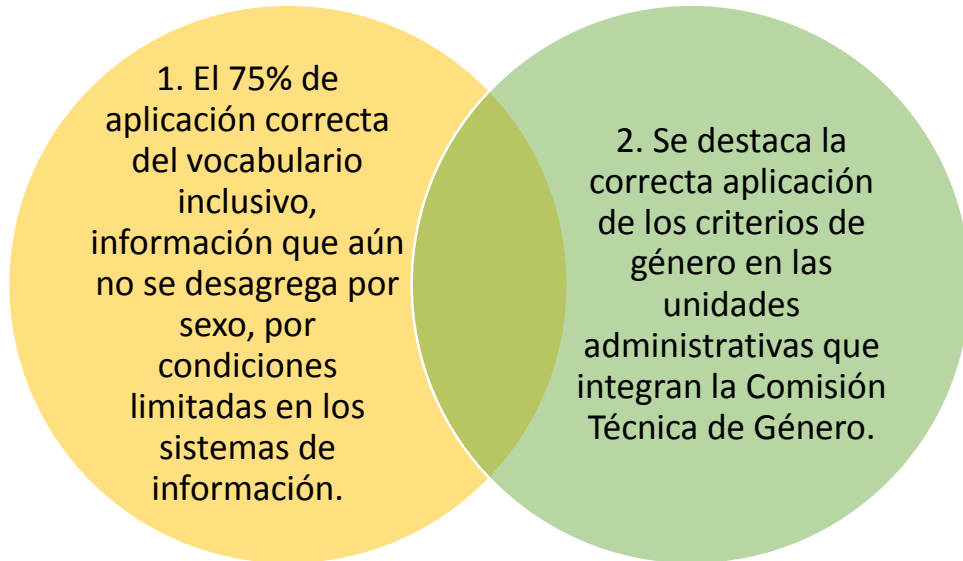 1. El 75% de
aplicación correcta
del vocabulario
inclusivo,
información que aún
no se desagrega por
sexo, por
condiciones
limitadas en los
sistemas de
información.
2. Se destaca la
correcta aplicación
de los criterios de
género en las
unidades
administrativas que
integran la Comisión
Técnica de Género.